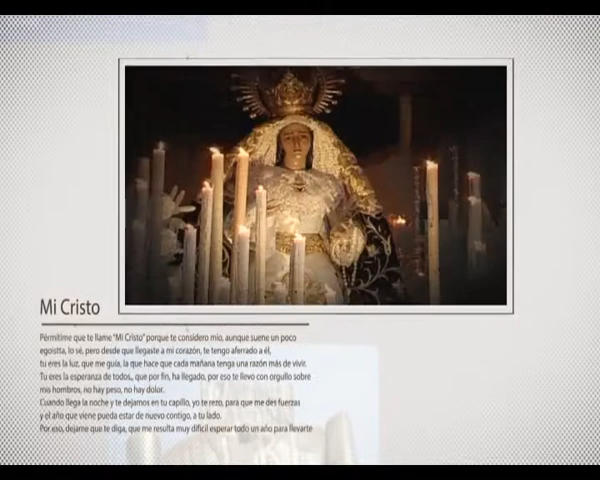 Mi Cristo
Pérmitime que te llame "Mi Cristo" porque te considero mio, aunque suene un poco
egoistta, lo sé, pero desde que llegaste a mi corazón, te tengo aferrado a él,
tu eres la luz, que me guía, la que hace que cada mañana tenga una razón más de vivir.
Tu eres la esperanza de todos, que por fin, ha llegado, por eso te llevo con orgullo sobre
mis hombros, no hay peso, no hay dolor.
Cuando llega la noche y te dejamos en tu capillo, yo te rezo, para que me des fuerzas
y el año que viene pueda estar de nuevo contigo, a tu lado.
Por eso, dejame que te diga, que me resulta muy dificil esperar todo un año para llevarte